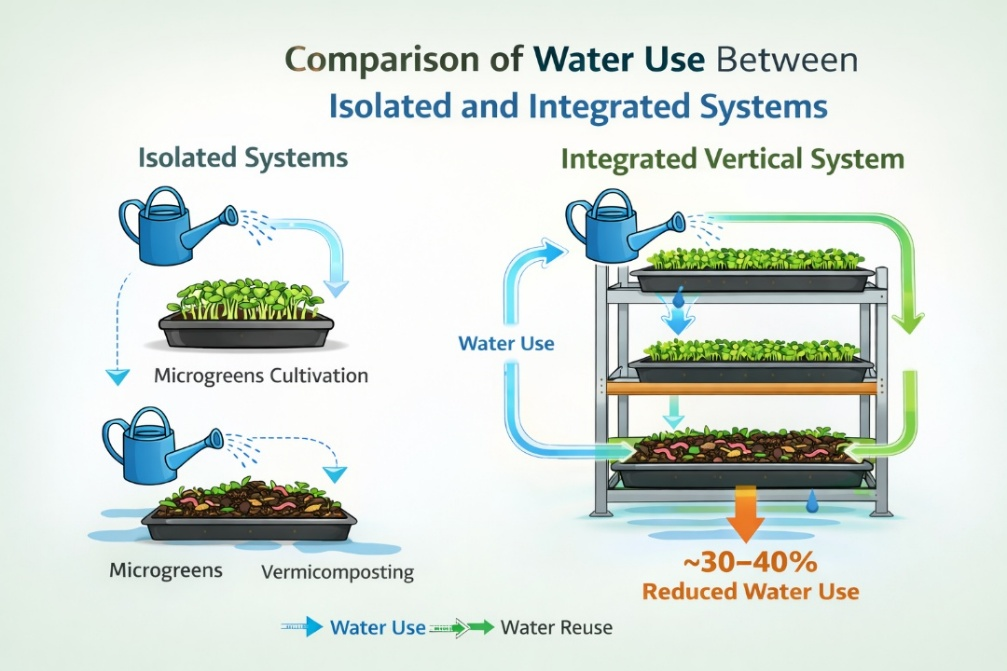 Comparison of Water Use Between
Isolated and Integrated Systems
Isolated Systems
Integrated Vertical System
Microgreens Cultivation
Microgreens
Vermicomposting
Water Use
~30–40%
Reduced Water Use
Water Use
Water Reuse